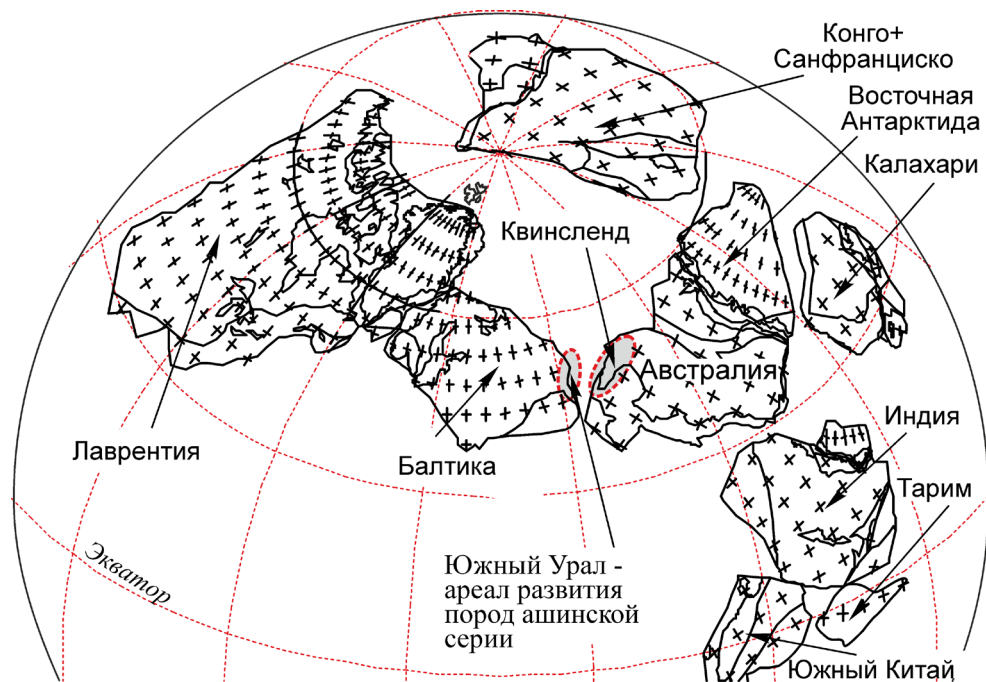 Конго+
Санфранциско
Восточная
Антарктида
Калахари
Квинсленд
Австралия
Лаврентия
Балтика
Индия
Тарим
Экватор
Южный Урал -
ареал развития
пород ашинской
серии
Южный Китай